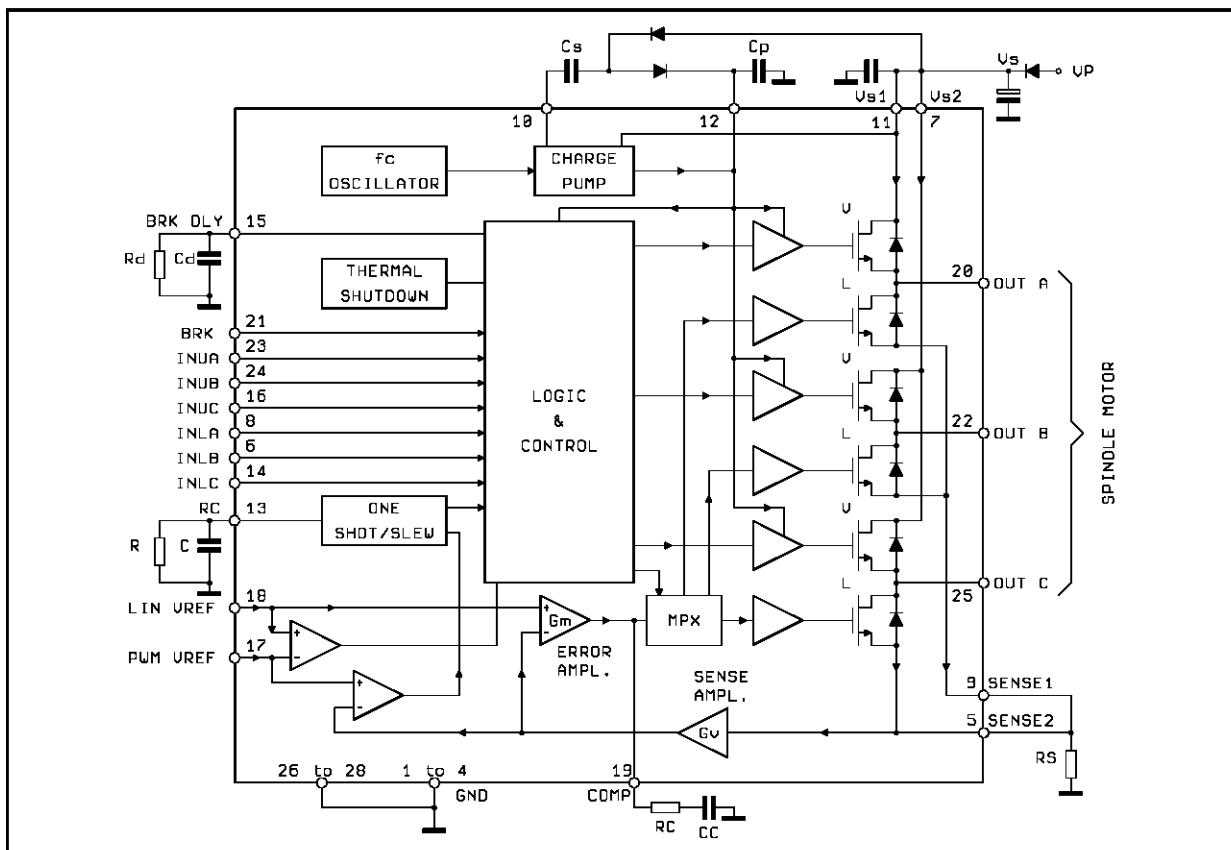 Cs
Cp
Vs
VP
Vs1
Vs2
10
12
11
7
fc
OSCILLATOR
CHARGE
PUMP
BRK DLY
15
Rd
Cd
THERMAL
SHUTDOWN
BRK
21
INUA
23
INUB
24
INUC
16
INLA
8
INLB
6
INLC
14
LOGIC
&
CONTROL
U
L
U
L
U
L
20
OUT A
22
OUT B
OUT C
25
SPINDLE MOTOR
RC
13
R
C
ONE
SHOT/SLEW
LIN VREF
18
PWM VREF
17
+
-
+
-
+
-
Gm
ERROR
AMPL.
MPX
SENSE
AMPL.
Gv
9
SENSE1
5
SENSE2
RS
26 to 28
1 to 4
GND
19
COMP
RC
CC